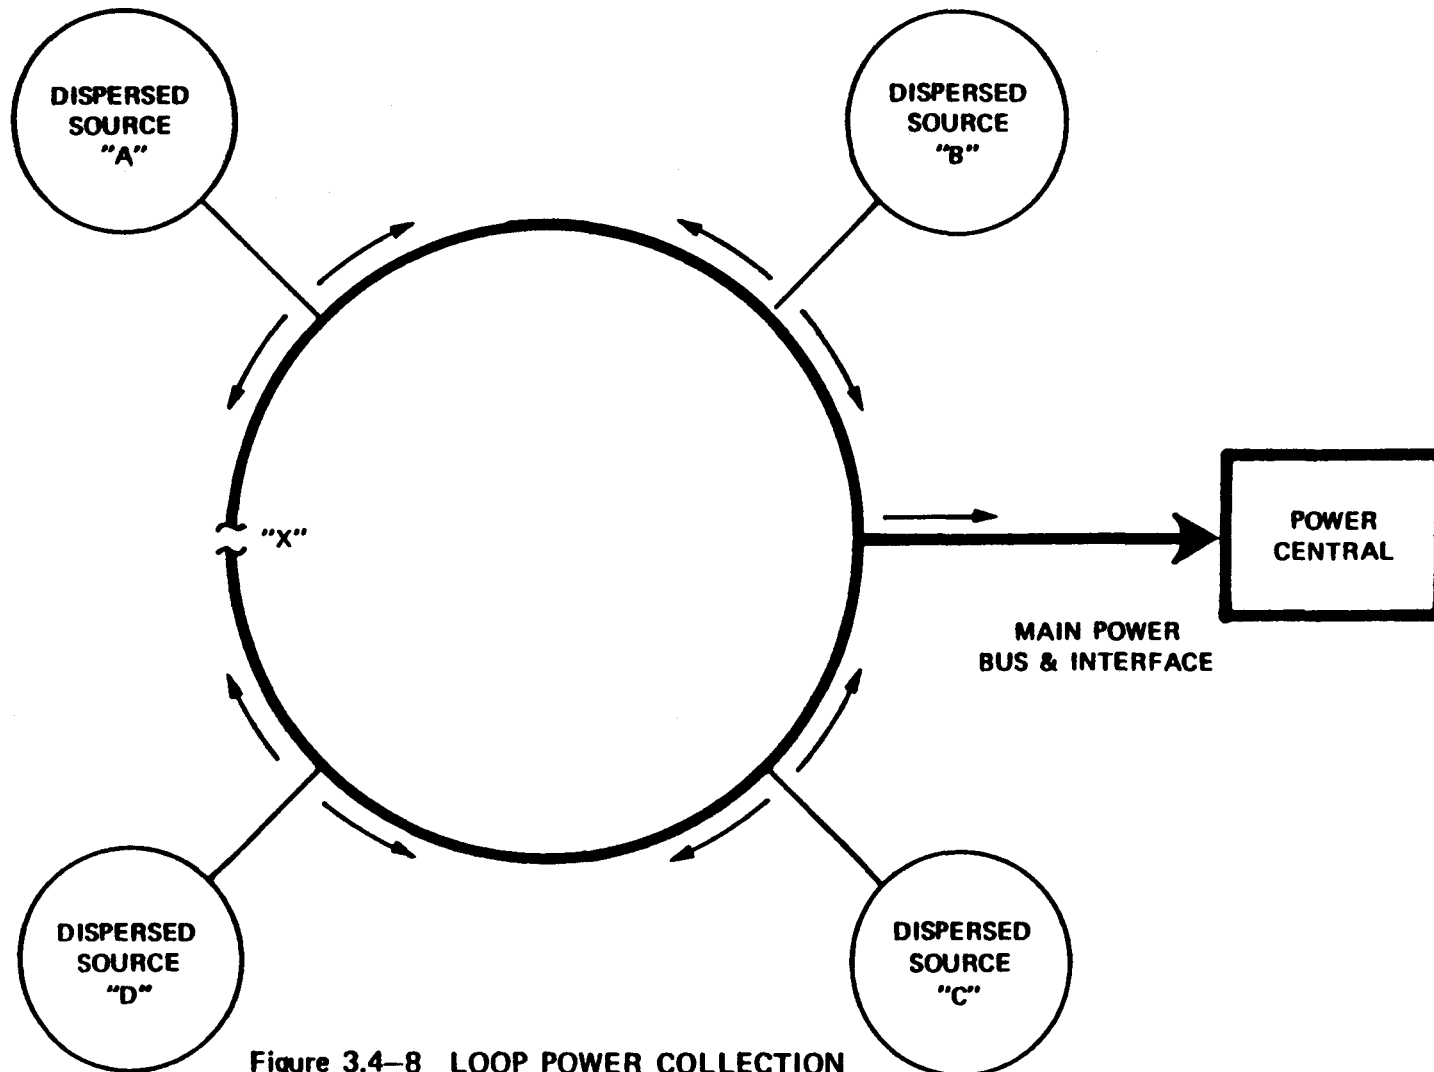 DISPERSED
SOURCE
"A"
DISPERSED
SOURCE
"B"
"X"
POWER
CENTRAL
MAIN POWER
BUS & INTERFACE
DISPERSED
SOURCE
"D"
DISPERSED
SOURCE
"C"
Figure 3.4–8 LOOP POWER COLLECTION